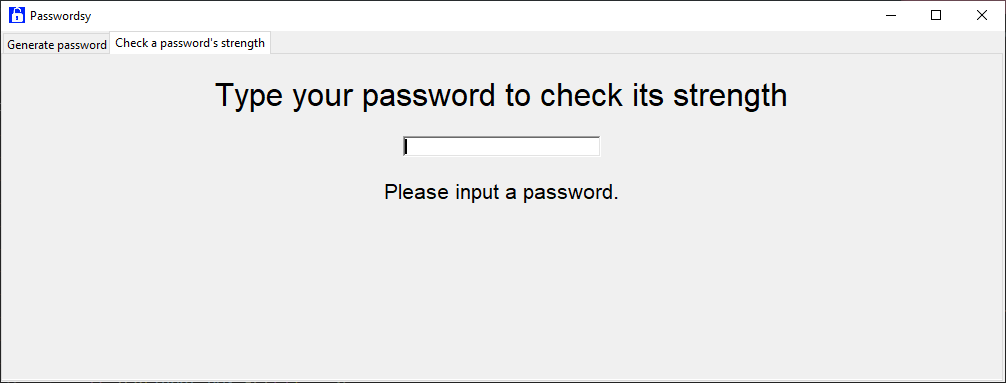 Passwordsy
Generate password Check a password's strength
Type your password to check its strength
Please input a password.